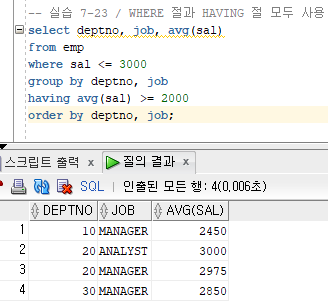 -- 실습 7-23 / WHERE 절과 HAVING 절 모두 사용
select deptno, job, avg(sal)
from emp
where sal <= 3000
group by deptno, job
having avg(sal) >= 2000
order by deptno, job;
스크립트 출력 x 질의 결과 x
SQL | 인출된 모든 행: 4(0,006초)
DEPTNO JOB AVG(SAL)
1 10 MANAGER 2450
2 20 ANALYST 3000
3 20 MANAGER 2975
4 30 MANAGER 2850